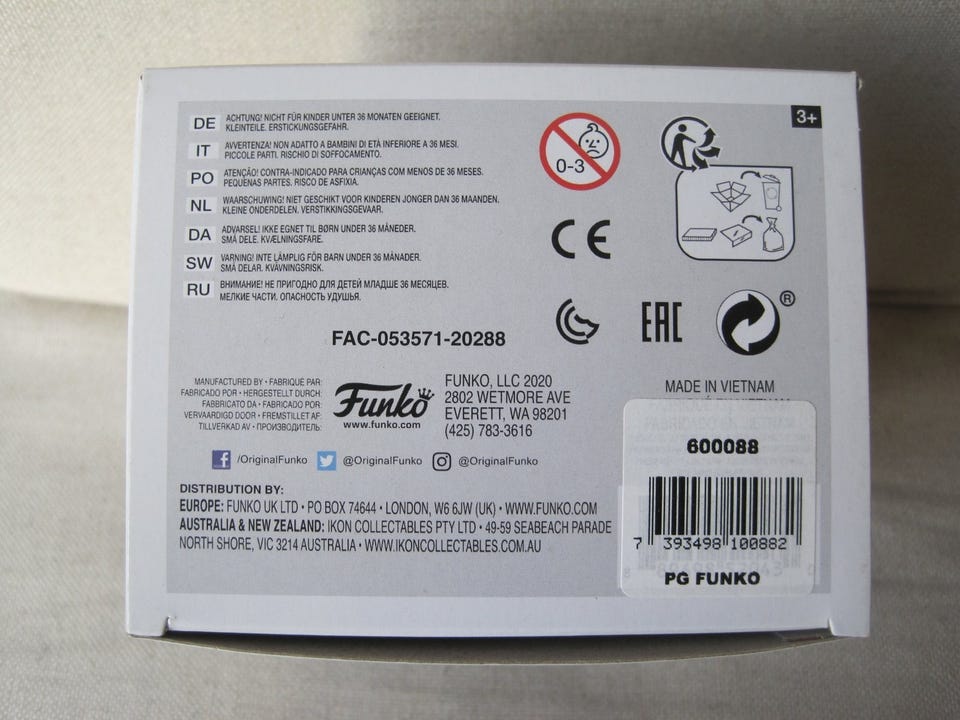 DE ACHTUNG! NICHT FÜR KINDER UNTER 36 MONATEN GEEIGNET.
KLEINTEILE. ERSTICKUNGSGEFAHR.
IT AVVERTENZA! NON ADATTO A BAMBINI DI ETÀ INFERIORE A 36 MESI.
PICCOLE PARTI. RISCHIO DI SOFFOCAMENTO.
PO ATENÇÃO! CONTRA-INDICADO PARA CRIANÇAS COM MENOS DE 36 MESES.
PEQUENAS PARTES. RISCO DE ASFIXIA.
NL WAARSCHUWING! NIET GESCHIKT VOOR KINDEREN JONGER DAN 36 MAANDEN.
KLEINE ONDERDELEN. VERSTIKKINGSGEVAAR.
DA ADVARSEL! IKKE EGNET TIL BØRN UNDER 36 MÅNEDER.
SMÅ DELE. KVÆLNINGSFARE.
SW VARNING! INTE LÄMPLIG FÖR BARN UNDER 36 MÅNADER.
SMÅ DELAR. KVÄVNINGSRISK.
RU ВНИМАНИЕ! НЕ ПРИГОДНО ДЛЯ ДЕТЕЙ МЛАДШЕ 36 МЕСЯЦЕВ.
МЕЛКИЕ ЧАСТИ. ОПАСНОСТЬ УДУШЬЯ.
0-3
3+
CE
EAC
®
FAC-053571-20288
MANUFACTURED BY • FABRIQUÉ PAR:
FABRICADO POR • HERGESTELLT DURCH:
FABBRICATO DA • FABRICADO POR:
VERVAARDIGD DOOR • FREMSTILLET AF:
TILLVERKAD AV • ПРОИЗВОДИТЕЛЬ:
Funko
www.funko.com
FUNKO, LLC 2020
2802 WETMORE AVE
EVERETT, WA 98201
(425) 783-3616
MADE IN VIETNAM
/OriginalFunko @OriginalFunko @OriginalFunko
DISTRIBUTION BY:
EUROPE: FUNKO UK LTD • PO BOX 74644 • LONDON, W6 6JW (UK) • WWW.FUNKO.COM
AUSTRALIA & NEW ZEALAND: IKON COLLECTABLES PTY LTD • 49-59 SEABEACH PARADE
NORTH SHORE, VIC 3214 AUSTRALIA • WWW.IKONCOLLECTABLES.COM.AU
600088
7 393498 100882
PG FUNKO